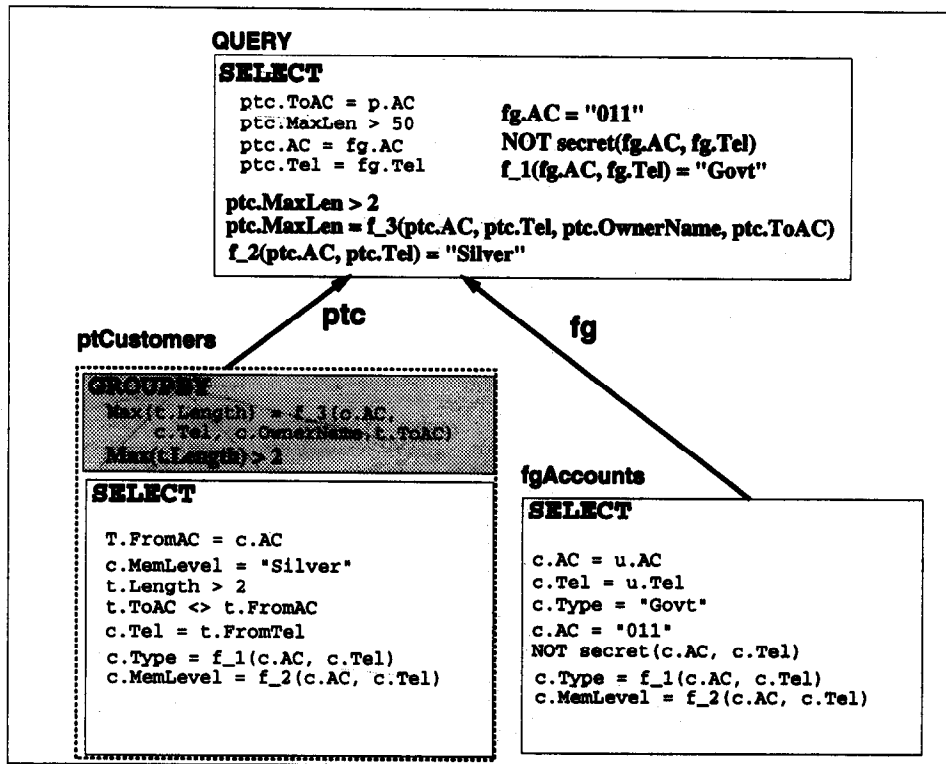 QUERY
SELECT
ptc.ToAC = p.AC
ptc.MaxLen > 50
ptc.AC = fg.AC
ptc.Tel = fg.Tel
fg.AC = "011"
NOT secret(fg.AC, fg.Tel)
f_1(fg.AC, fg.Tel) = "Govt"
ptc.MaxLen > 2
ptc.MaxLen = f_3(ptc.AC, ptc.Tel, ptc.OwnerName, ptc.ToAC)
f_2(ptc.AC, ptc.Tel) = "Silver"
ptc
fg
ptCustomers
GROUPBY
Max(t.Length) = f_3(c.AC,
c.Tel, c.OwnerName,t.ToAC)
Max(t.Length) > 2
SELECT
T.FromAC = c.AC
c.MemLevel = "Silver"
t.Length > 2
t.ToAC <> t.FromAC
c.Tel = t.FromTel
c.Type = f_1(c.AC, c.Tel)
c.MemLevel = f_2(c.AC, c.Tel)
fgAccounts
SELECT
c.AC = u.AC
c.Tel = u.Tel
c.Type = "Govt"
c.AC = "011"
NOT secret(c.AC, c.Tel)
c.Type = f_1(c.AC, c.Tel)
c.MemLevel = f_2(c.AC, c.Tel)